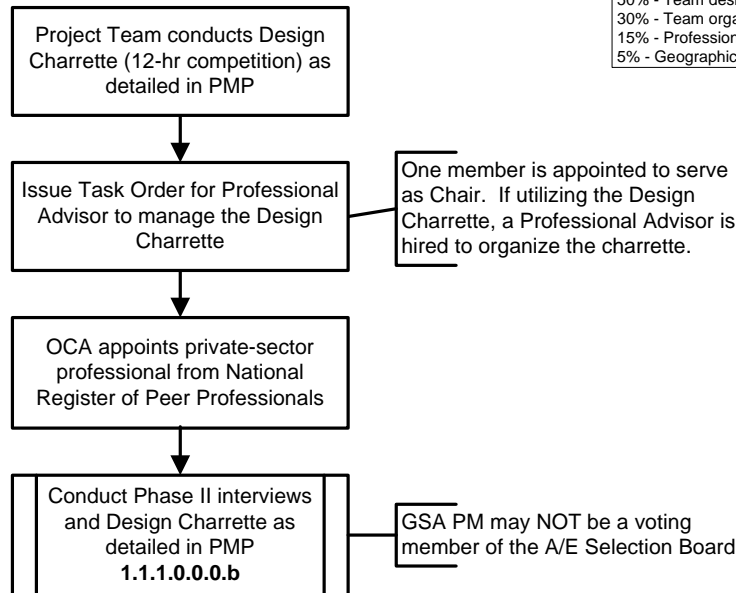 30% - Team organ
15% - Profession
5% - Geographic
Project Team conducts Design
Charrette (12-hr competition) as
detailed in PMP
Issue Task Order for Professional
Advisor to manage the Design
Charrette
One member is appointed to serve
as Chair. If utilizing the Design
Charrette, a Professional Advisor is
hired to organize the charrette.
OCA appoints private-sector
professional from National
Register of Peer Professionals
Conduct Phase II interviews
and Design Charrette as
detailed in PMP
1.1.1.0.0.0.b
GSA PM may NOT be a voting
member of the A/E Selection Board